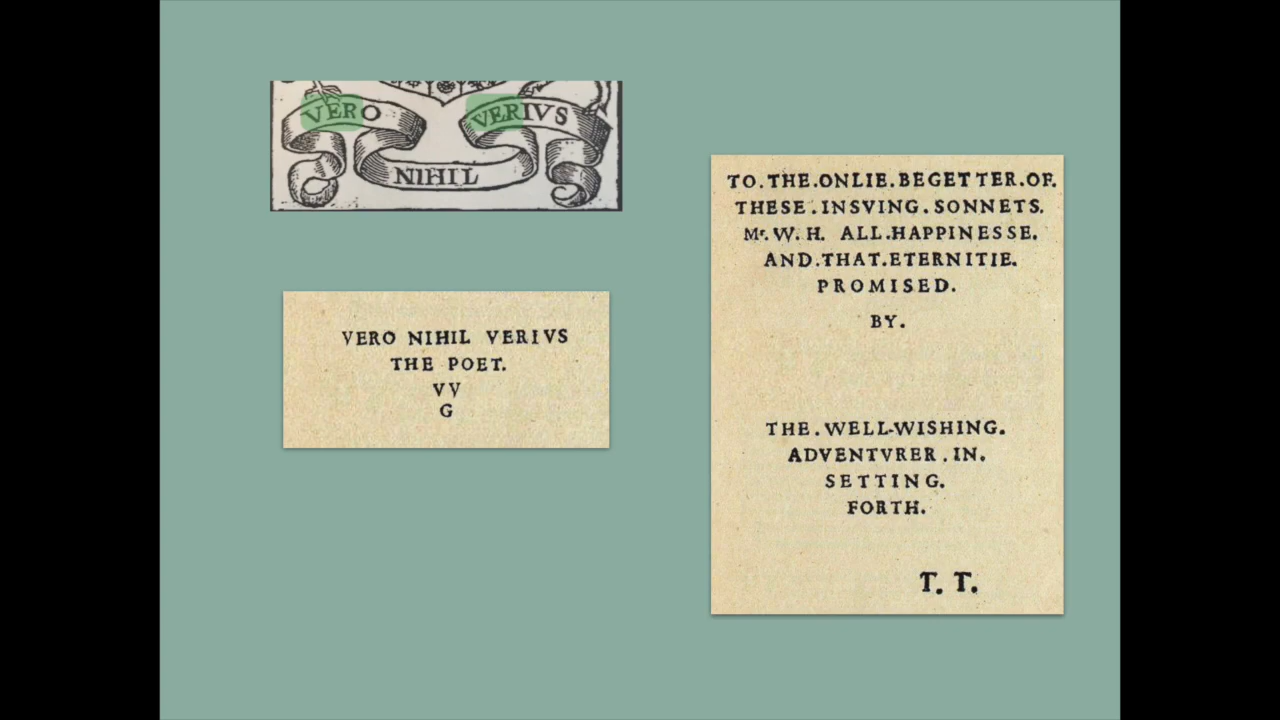 VERO VERIVS
NIHIL
VERO NIHIL VERIVS
THE POET.
VV
G
TO.THE.ONLIE.BEGETTER.OF.
THESE.INSVING.SONNETS.
Mr.W.H. ALL.HAPPINESSE.
AND.THAT.ETERNITIE.
PROMISED.
BY.
THE.WELL-WISHING.
ADVENTVRER.IN.
SETTING.
FORTH.
T. T.